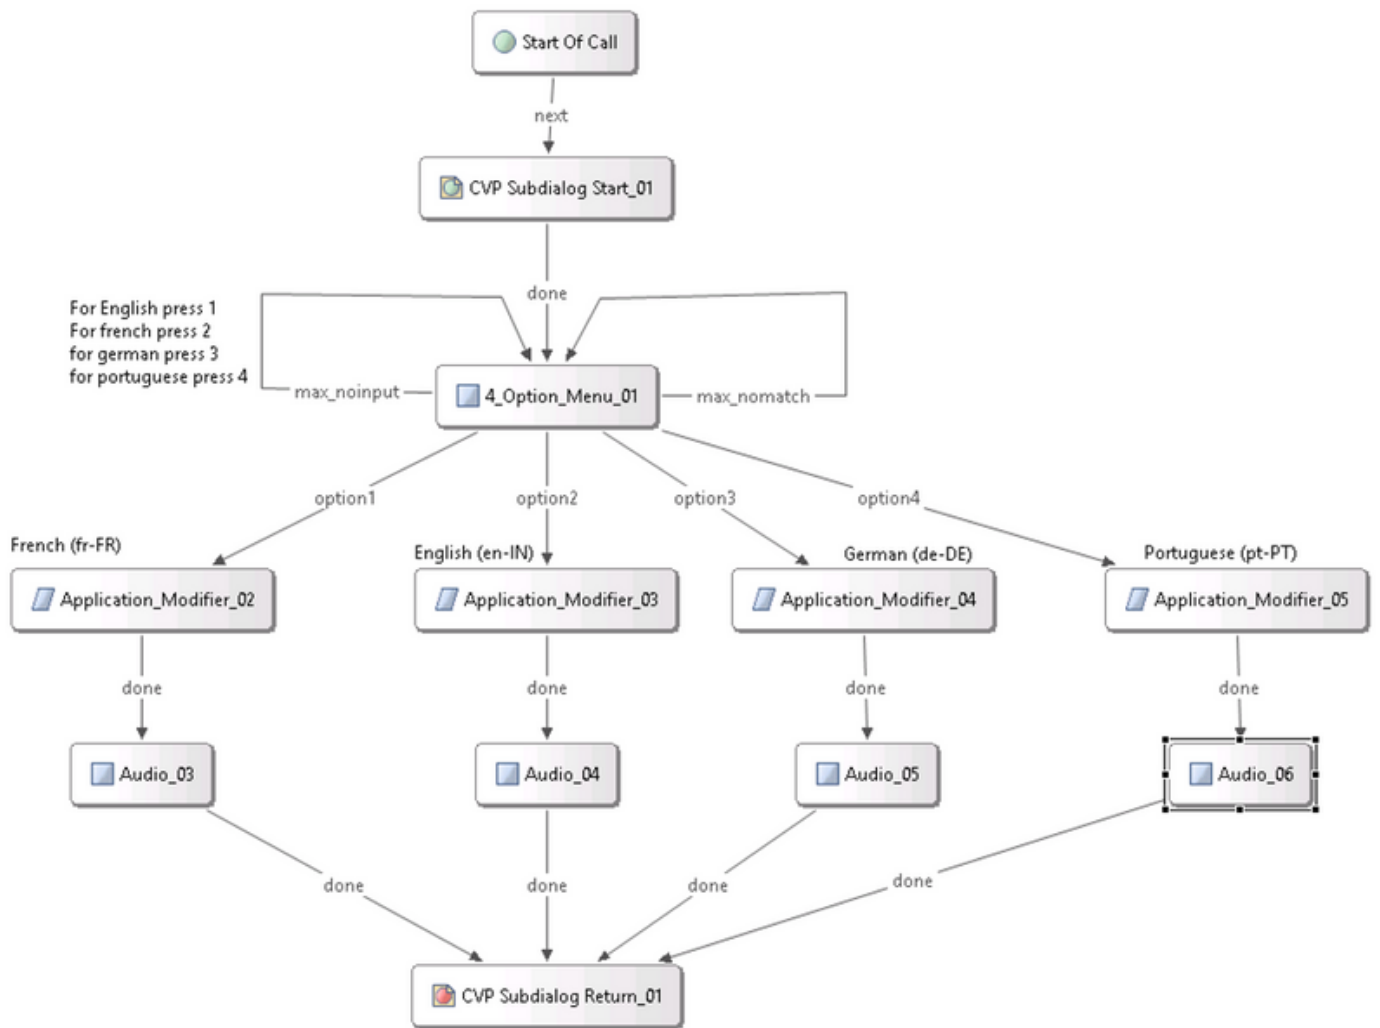 Start Of Call
next
CVP Subdialog Start_01
done
For English press 1
For french press 2
for german press 3
for portuguese press 4
max_noinput
4_Option_Menu_01
max_nomatch
option1
option2
option3
option4
French (fr-FR)
English (en-IN)
German (de-DE)
Portuguese (pt-PT)
Application_Modifier_02
Application_Modifier_03
Application_Modifier_04
Application_Modifier_05
done
done
done
done
Audio_03
Audio_04
Audio_05
Audio_06
done
done
done
done
CVP Subdialog Return_01